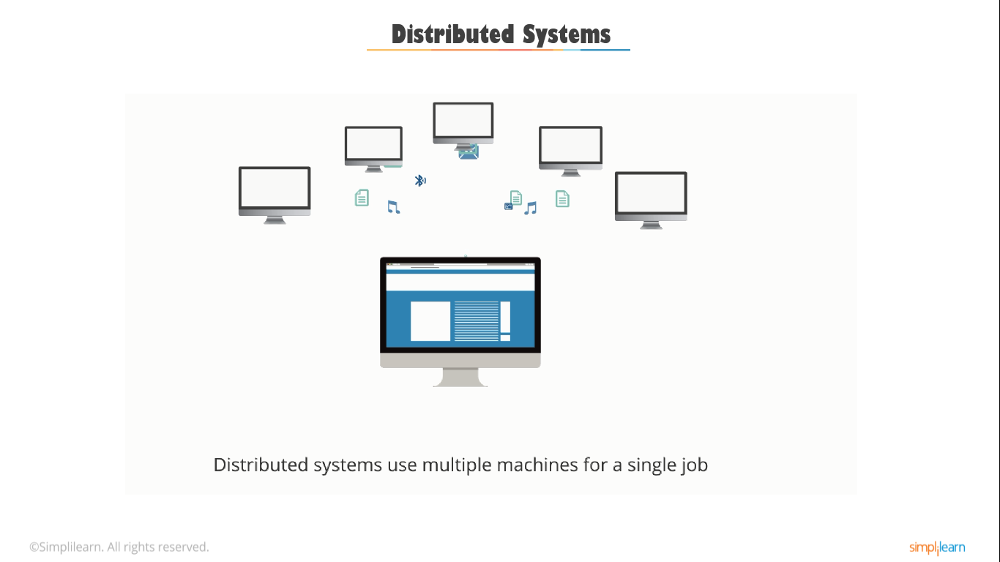 Distributed Systems
Distributed systems use multiple machines for a single job
©Simplilearn. All rights reserved.
simplilearn